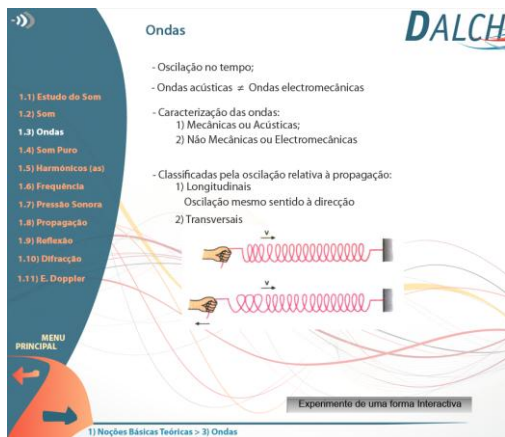 Ondas
DALCH
- Oscilação no tempo;
- Ondas acústicas ≠ Ondas electromecânicas
- Caracterização das ondas:
1) Mecânicas ou Acústicas;
2) Não Mecânicas ou Electromecânicas
- Classificadas pela oscilação relativa à propagação:
1) Longitudinais
Oscilação mesmo sentido à direcção
2) Transversais
v
v
1.1) Estudo do Som
1.2) Som
1.3) Ondas
1.4) Som Puro
1.5) Harmónicos (as)
1.6) Frequência
1.7) Pressão Sonora
1.8) Propagação
1.9) Reflexão
1.10) Difracção
1.11) E. Doppler
MENU
PRINCIPAL
Experimente de uma forma Interactiva
1) Noções Básicas Teóricas > 3) Ondas